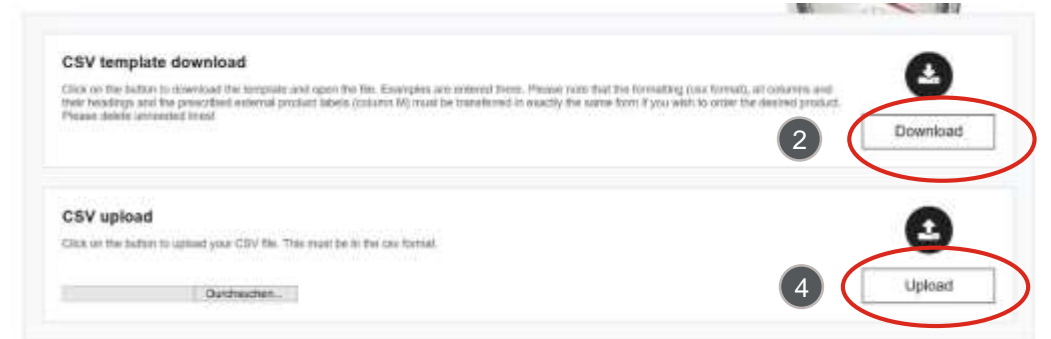 CSV template download
Click on the button to download the template and open the file. Examples are entered there. Please note that the formatting (csv format), all columns and
their headings and the prescribed external product labels (column M) must be transferred in exactly the same form if you wish to order the desired product.
Please delete unneeded lines!
2
Download
CSV upload
Click on the button to upload your CSV file. This must be in the csv format.
Durchsuchen...
4
Upload